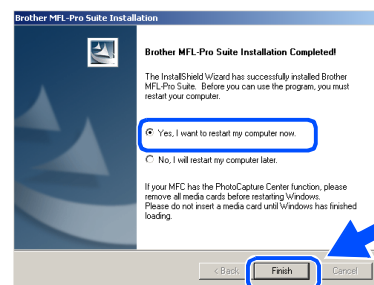 Brother MFL-Pro Suite Installation
Brother MFL-Pro Suite Installation Completed!
The InstallShield Wizard has successfully installed Brother
MFL-Pro Suite. Before you can use the program, you must
restart your computer.
Yes, I want to restart my computer now.
No, I will restart my computer later.
If your MFC has the PhotoCapture Center function, please
remove all media cards before restarting Windows.
Please do not insert a media card until Windows has finished
loading.
< Back Finish Cancel